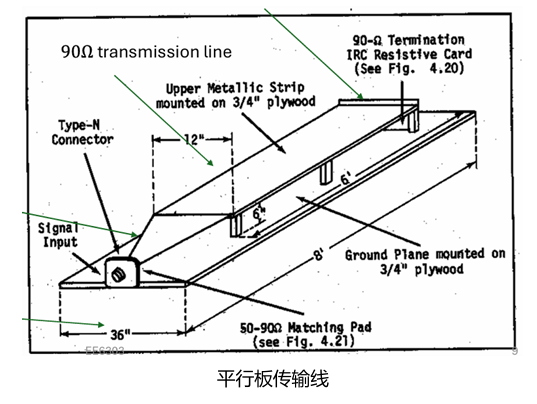 90Ω transmission line
90-Ω Termination
IRC Resistive Card
(See Fig. 4.20)
Upper Metallic Strip
mounted on 3/4" plywood
Type-N
Connector
12"
6"
6'
8'
Signal
Input
Ground Plane mounted on
3/4" plywood
36"
50-90Ω Matching Pad
(see Fig. 4.21)
EE6303
9
平行板传输线